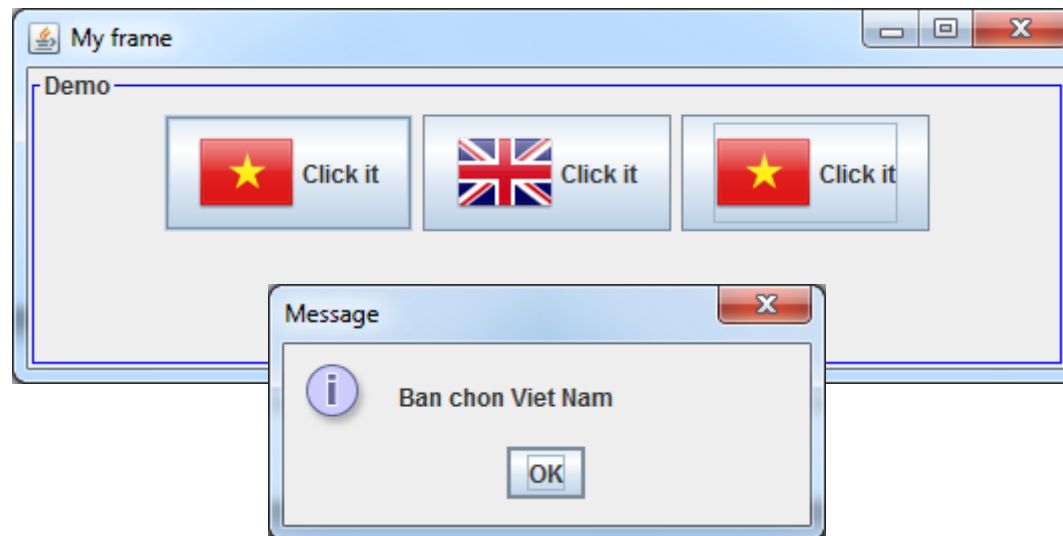 My frame
Demo
Click it
Click it
Click it
Message
i
Ban chon Viet Nam
OK